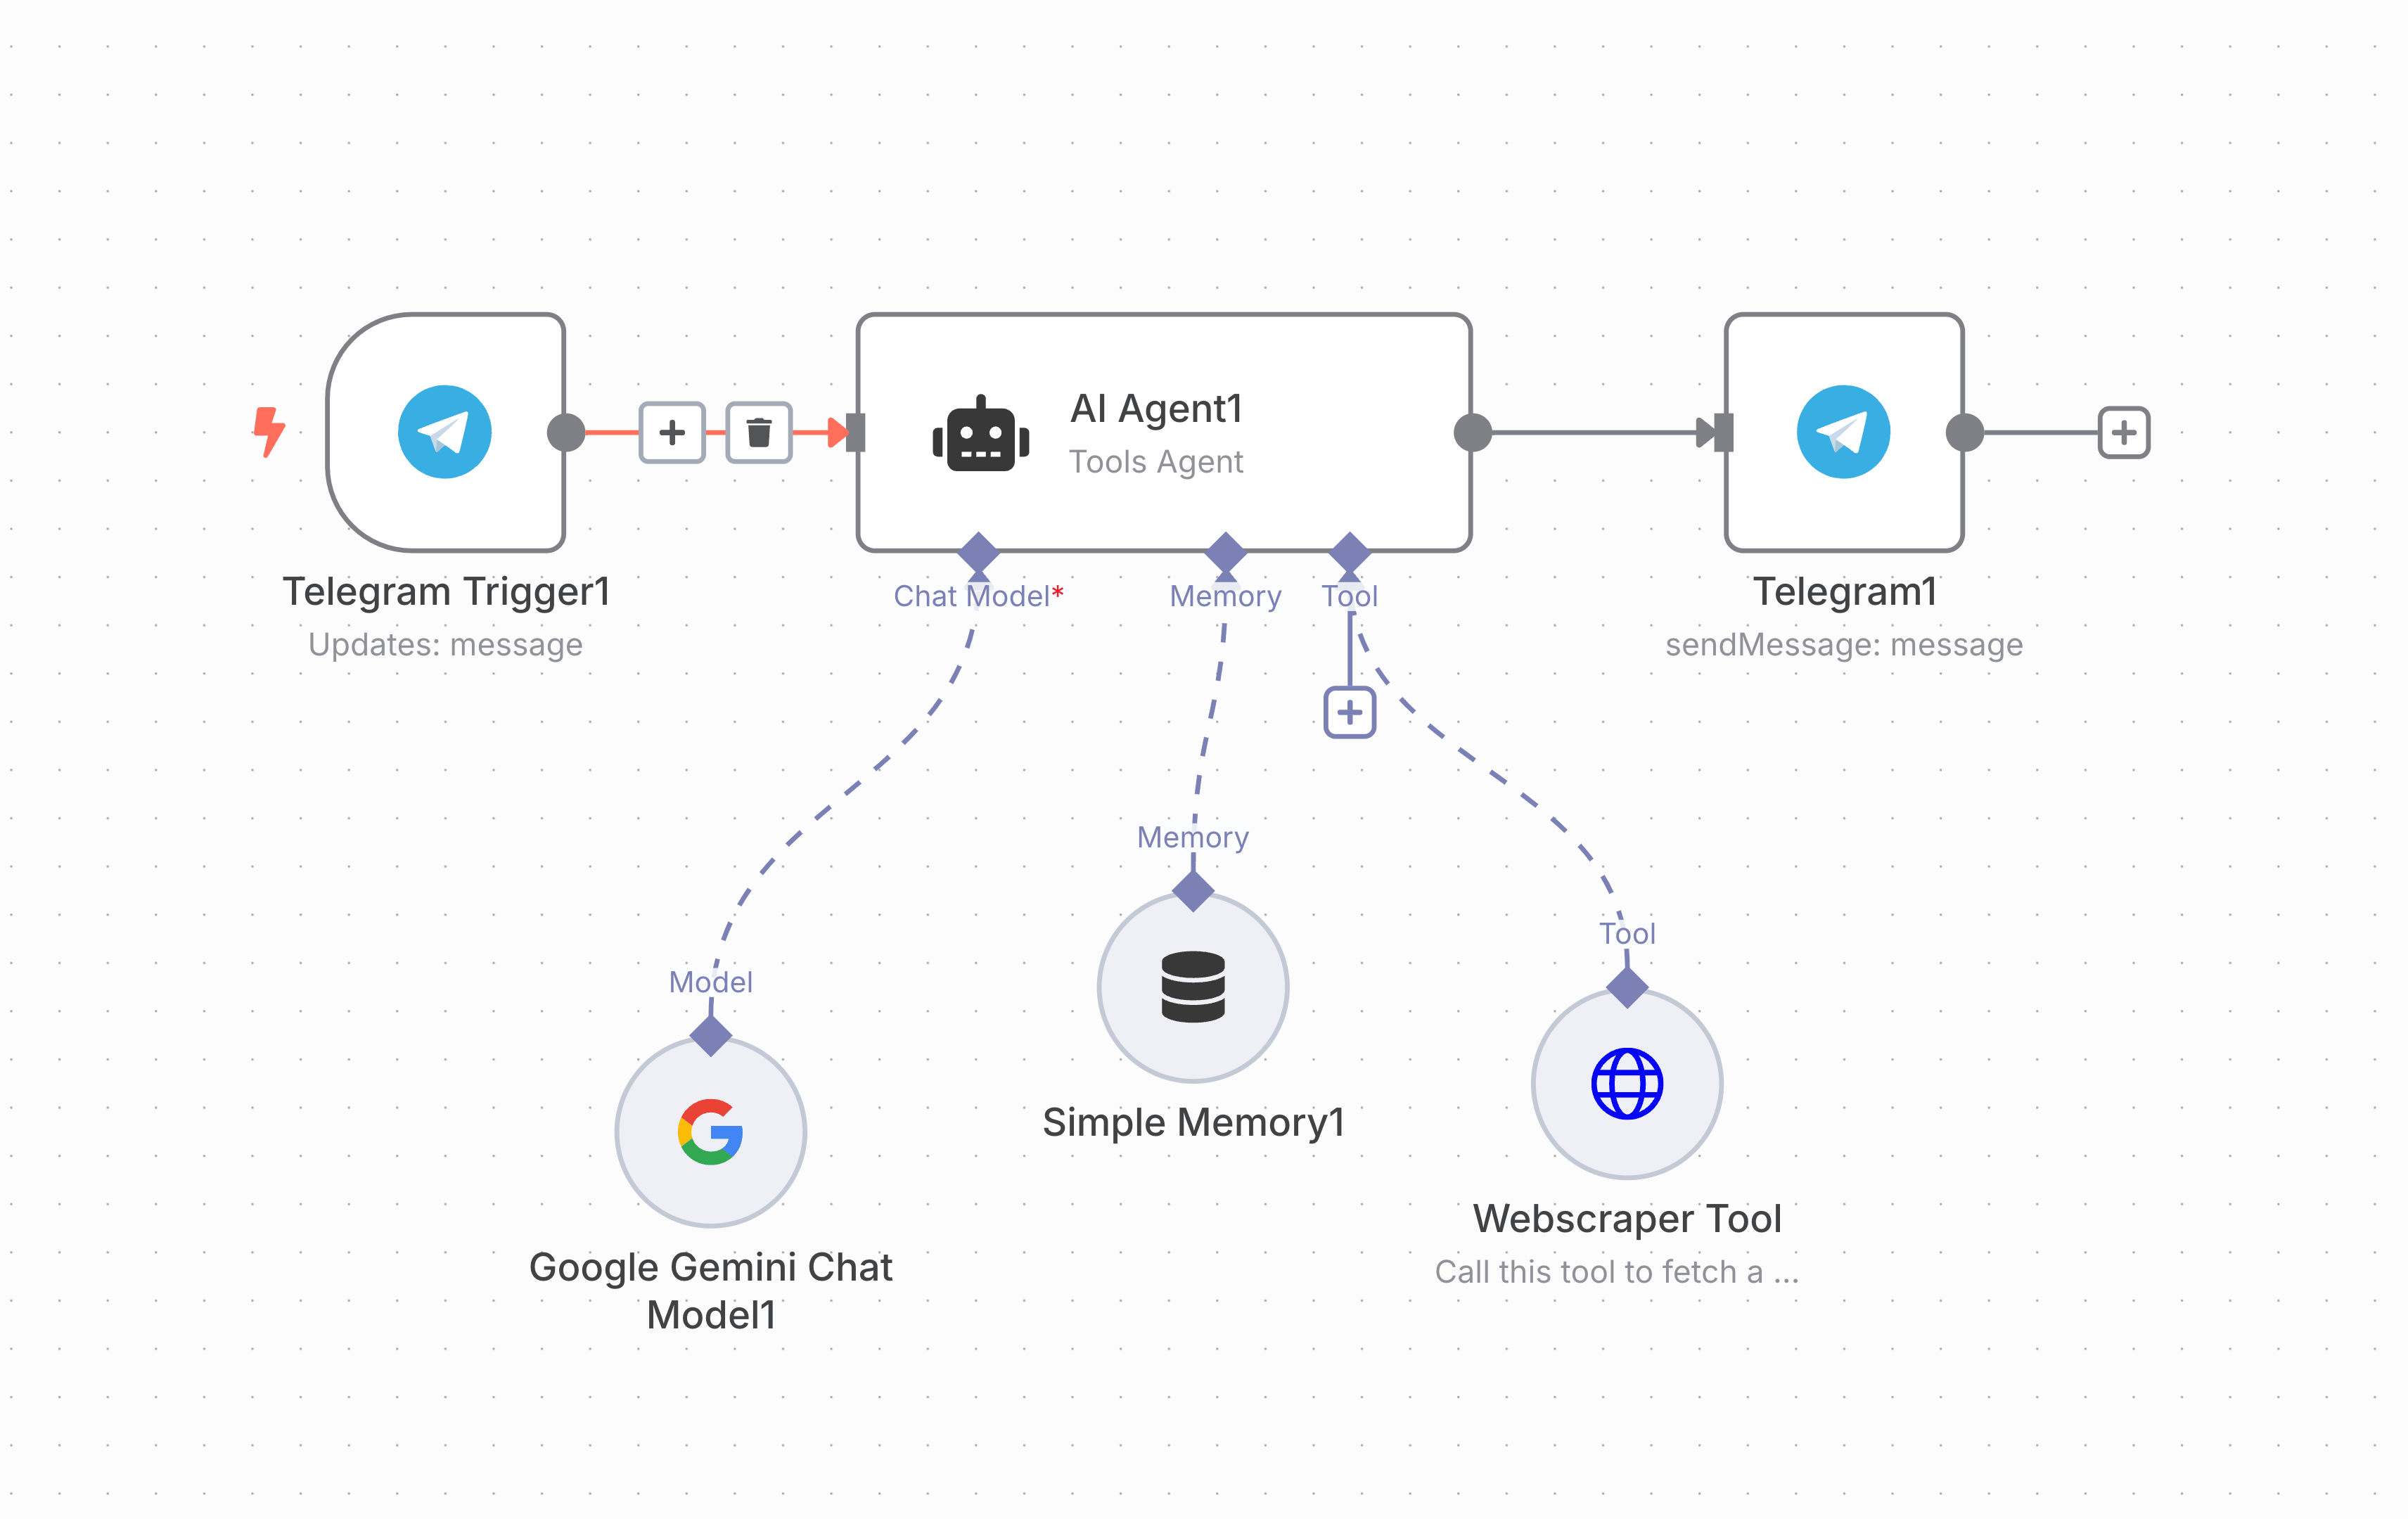 AI Agent1
Tools Agent
Telegram Trigger1
Updates: message
Chat Model*
Memory
Tool
Telegram1
sendMessage: message
Memory
Tool
Model
Simple Memory1
Webscraper Tool
Call this tool to fetch a ...
Google Gemini Chat
Model1